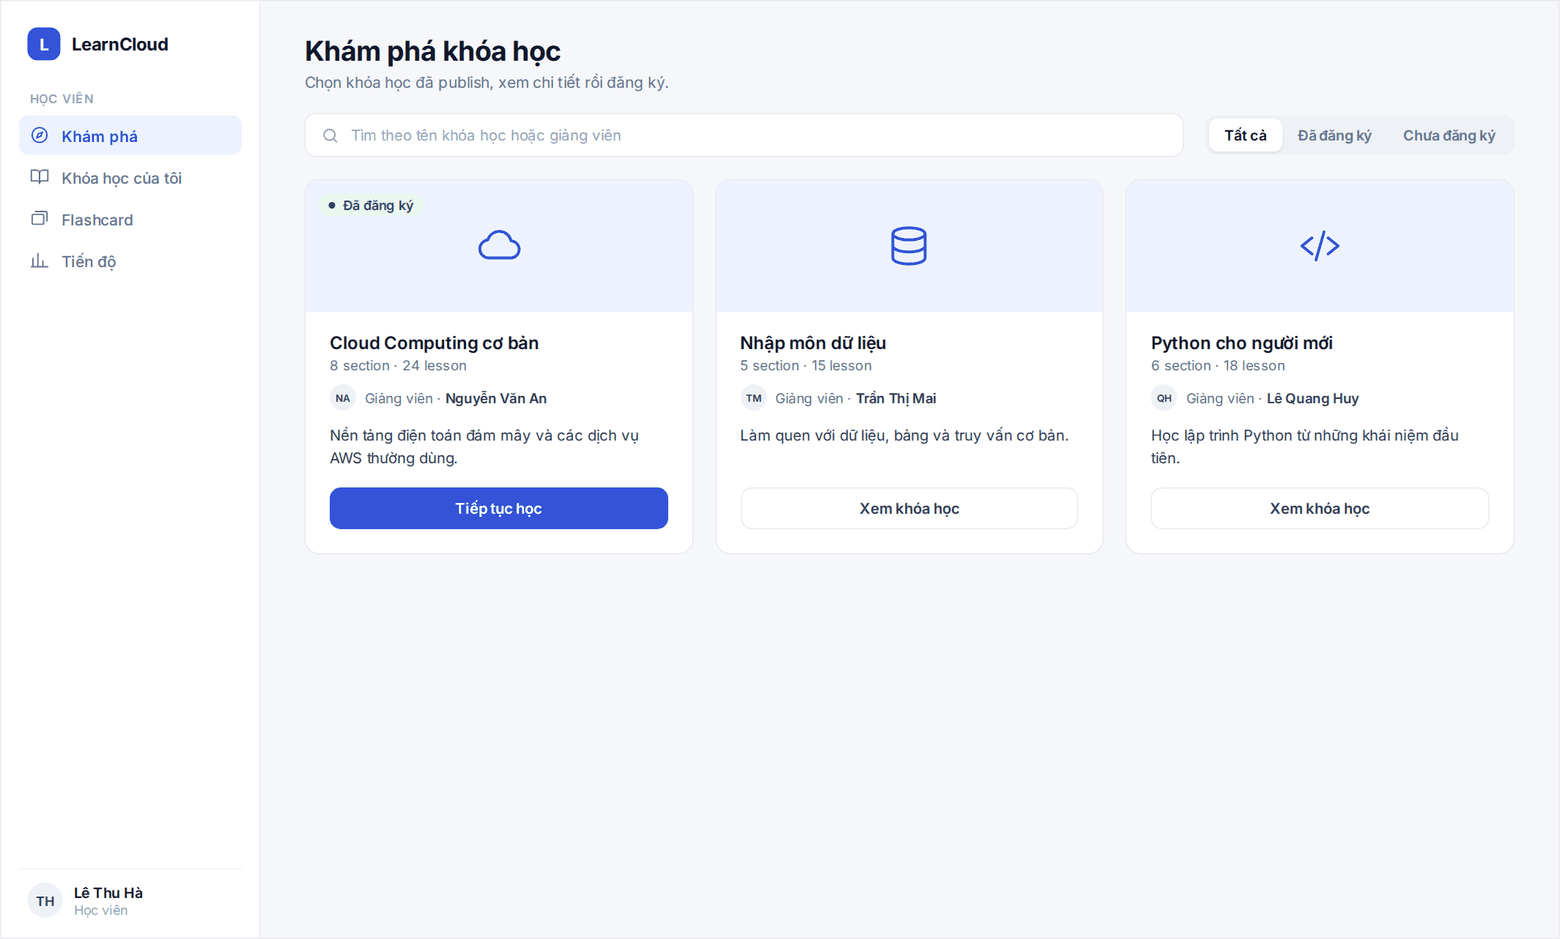 L LearnCloud
HỌC VIÊN
Khám phá
Khóa học của tôi
Flashcard
Tiến độ
TH
Lê Thu Hà
Học viên
Khám phá khóa học
Chọn khóa học đã publish, xem chi tiết rồi đăng ký.
Tìm theo tên khóa học hoặc giảng viên
Tất cả Đã đăng ký Chưa đăng ký
Đã đăng ký
Cloud Computing cơ bản
8 section · 24 lesson
NA Giảng viên · Nguyễn Văn An
Nền tảng điện toán đám mây và các dịch vụ
AWS thường dùng.
Tiếp tục học
Nhập môn dữ liệu
5 section · 15 lesson
TM Giảng viên · Trần Thị Mai
Làm quen với dữ liệu, bảng và truy vấn cơ bản.
Xem khóa học
</>
Python cho người mới
6 section · 18 lesson
QH Giảng viên · Lê Quang Huy
Học lập trình Python từ những khái niệm đầu
tiên.
Xem khóa học